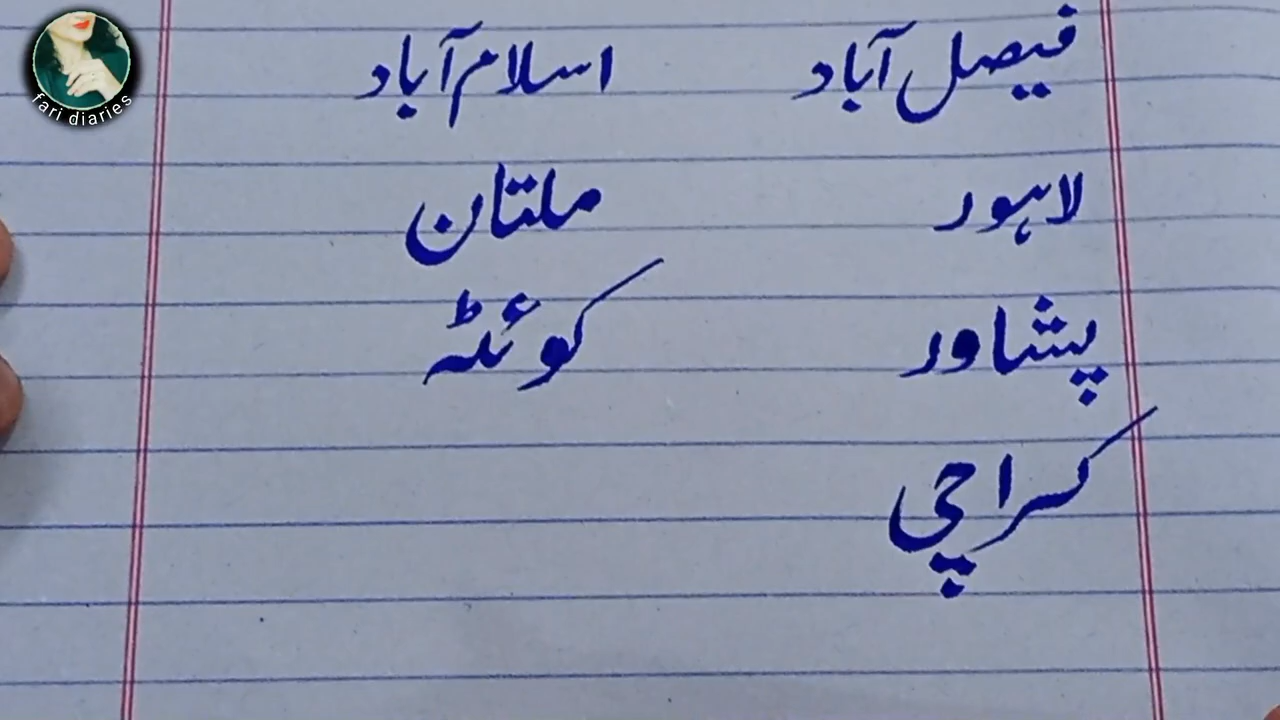 فیصل آباد اسلام آباد
لاہور ملتان
پشاور کوئٹہ
کراچی
fari diaries